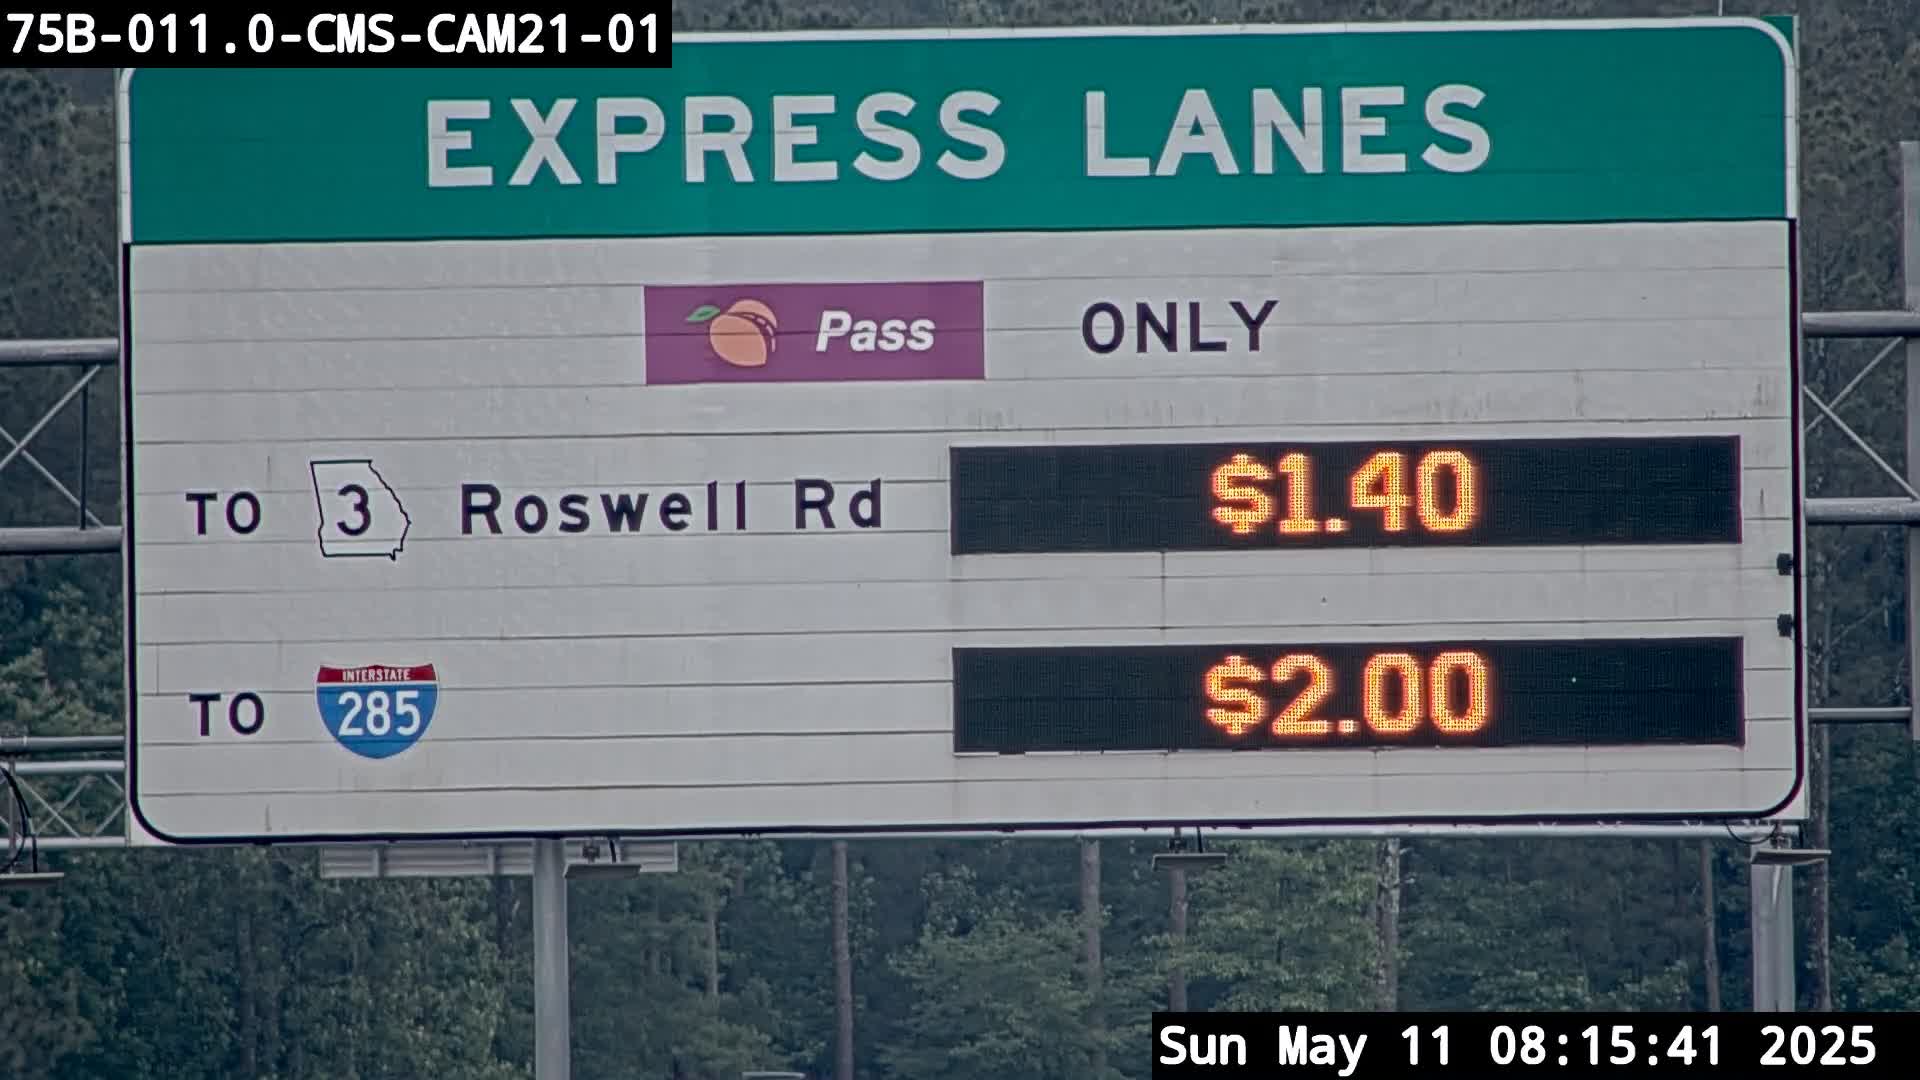 75B-011.0-CMS-CAM21-01
EXPRESS LANES
Pass ONLY
TO 3 Roswell Rd $1.40
TO INTERSTATE 285 $2.00
Sun May 11 08:15:41 2025